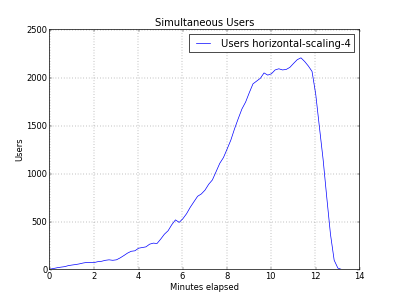 Simultaneous Users
Users horizontal-scaling-4
2500
2000
1500
1000
500
0
Users
0 2 4 6 8 10 12 14
Minutes elapsed